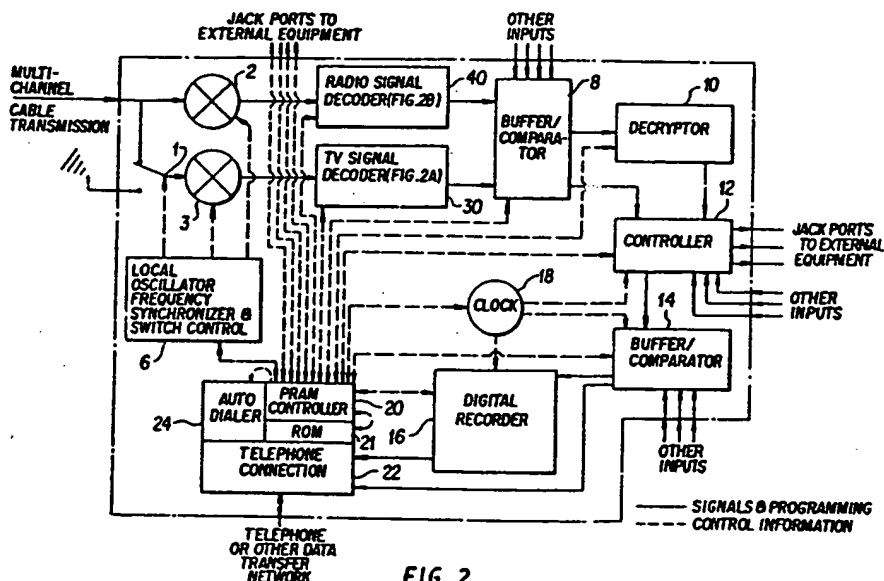 JACK PORTS TO
EXTERNAL EQUIPMENT
OTHER
INPUTS
MULTI-
CHANNEL
CABLE
TRANSMISSION
2
RADIO SIGNAL
DECODER (FIG.2B)
40
8
BUFFER/
COMPARA-
TOR
10
DECRYPTOR
1
3
TV SIGNAL
DECODER (FIG.2A)
30
12
CONTROLLER
JACK PORTS
TO EXTERNAL
EQUIPMENT
OTHER
INPUTS
LOCAL
OSCILLATOR
FREQUENCY
SYNCHRONIZER &
SWITCH CONTROL
6
18
CLOCK
14
BUFFER/
COMPARATOR
24
AUTO
DIALER
PRAM
CONTROLLER
20
ROM
21
16
DIGITAL
RECORDER
TELEPHONE
CONNECTION
22
OTHER
INPUTS
SIGNALS & PROGRAMMING
CONTROL INFORMATION
TELEPHONE
OR OTHER DATA
TRANSFER
NETWORK
FIG. 2